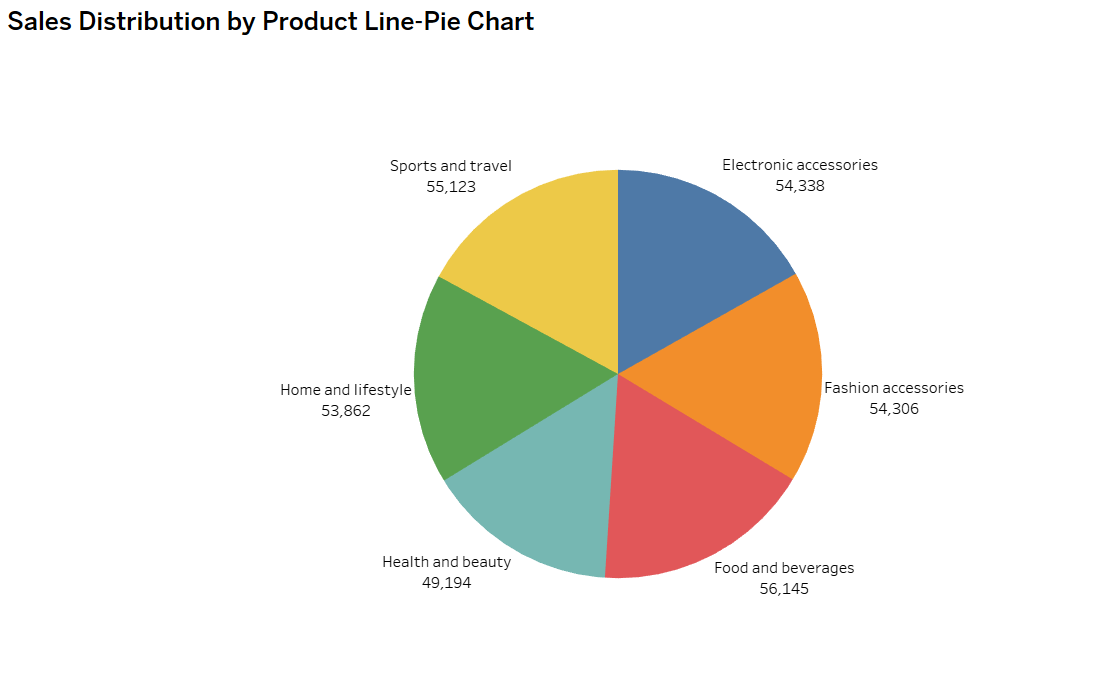 Sales Distribution by Product Line-Pie Chart
Sports and travel
55,123
Electronic accessories
54,338
Home and lifestyle
53,862
Fashion accessories
54,306
Health and beauty
49,194
Food and beverages
56,145